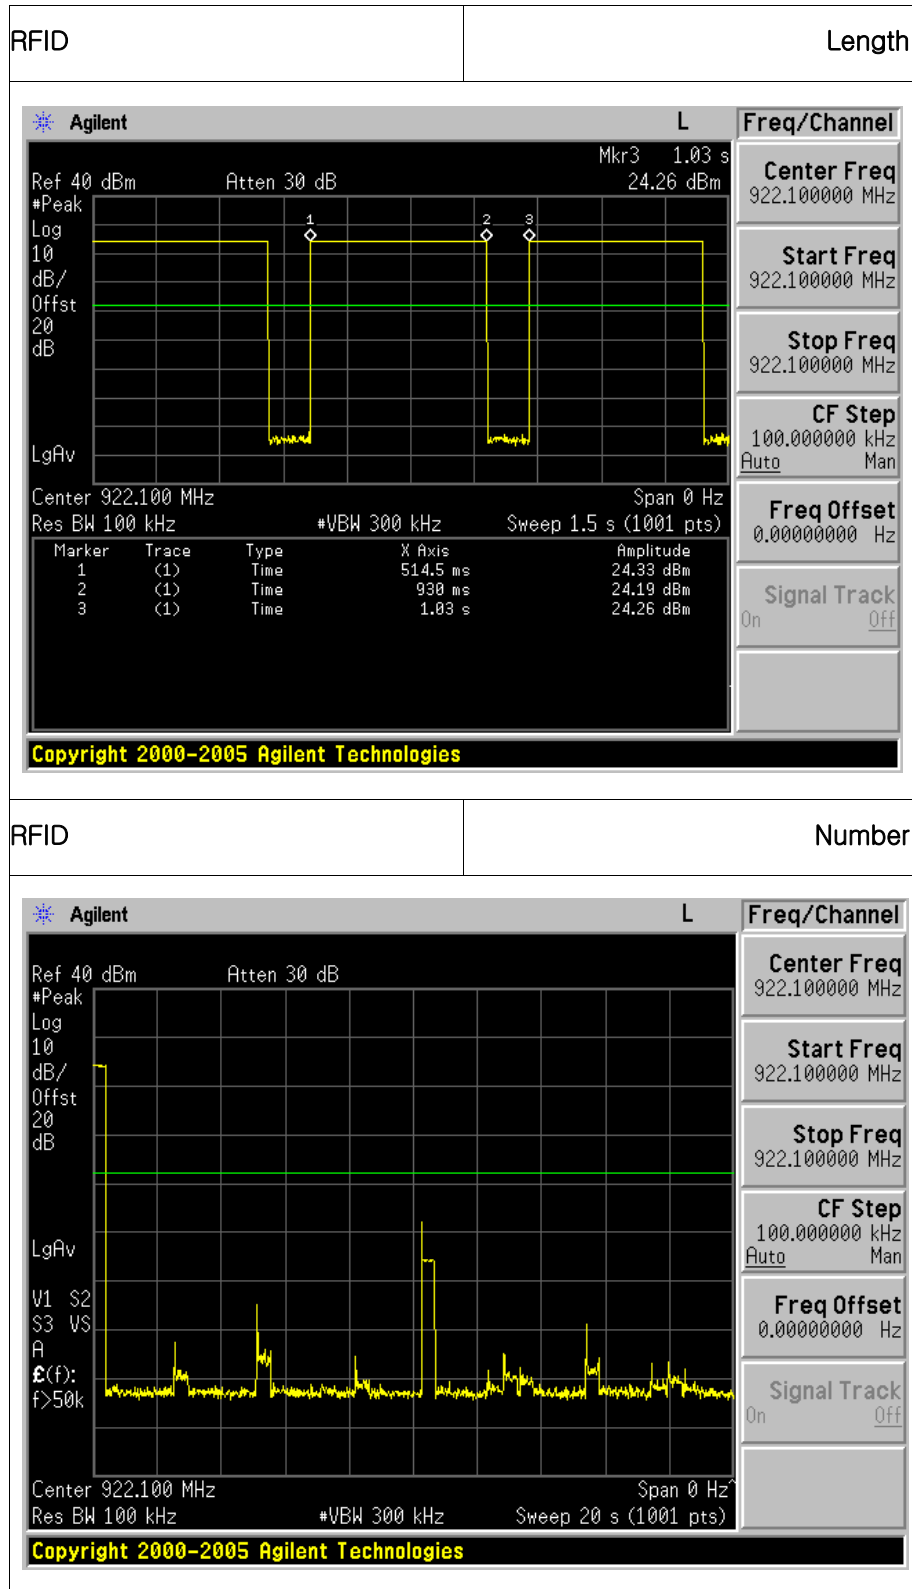 RFID Length
Agilent L Freq/Channel
Mkr3 1.03 s
Ref 40 dBm Atten 30 dB 24.26 dBm
#Peak
Log
10
dB/
Offst
20
dB
LgAv
1 2 3
Center 922.100 MHz Span 0 Hz
Res BW 100 kHz #VBW 300 kHz Sweep 1.5 s (1001 pts)
Marker Trace Type X Axis Amplitude
1 (1) Time 514.5 ms 24.33 dBm
2 (1) Time 930 ms 24.19 dBm
3 (1) Time 1.03 s 24.26 dBm
Center Freq
922.100000 MHz
Start Freq
922.100000 MHz
Stop Freq
922.100000 MHz
CF Step
100.000000 kHz
Auto Man
Freq Offset
0.00000000 Hz
Signal Track
On Off
Copyright 2000-2005 Agilent Technologies
RFID Number
Agilent L Freq/Channel
Ref 40 dBm Atten 30 dB
#Peak
Log
10
dB/
Offst
20
dB
LgAv
V1 S2
S3 VS
A
£(f):
f>50k
Center 922.100 MHz Span 0 Hz^
Res BW 100 kHz #VBW 300 kHz Sweep 20 s (1001 pts)
Center Freq
922.100000 MHz
Start Freq
922.100000 MHz
Stop Freq
922.100000 MHz
CF Step
100.000000 kHz
Auto Man
Freq Offset
0.00000000 Hz
Signal Track
On Off
Copyright 2000-2005 Agilent Technologies